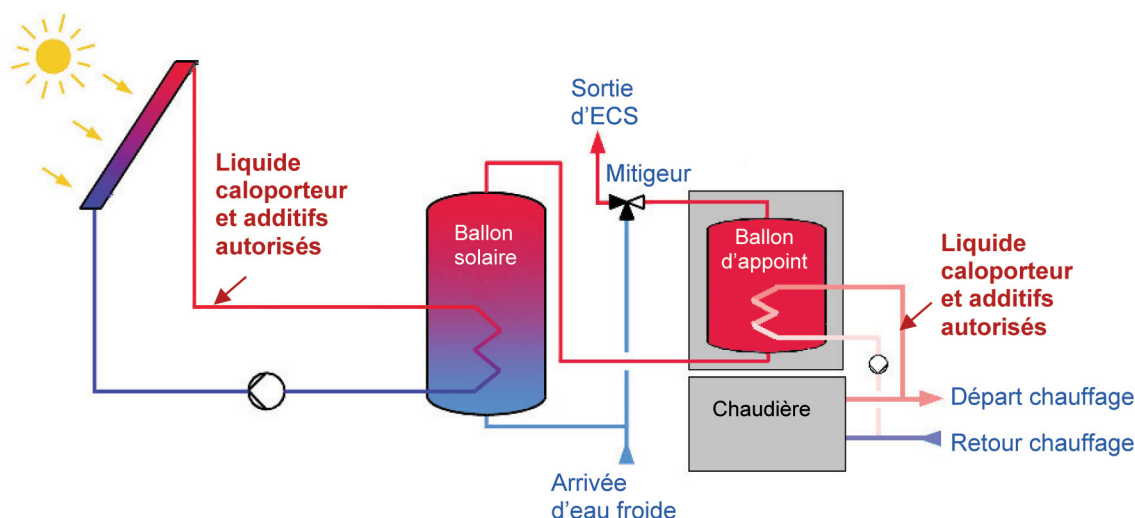 Sortie
d'ECS
Mitigeur
Liquide
caloporteur
et additifs
autorisés
Ballon
solaire
Ballon
d'appoint
Liquide
caloporteur
et additifs
autorisés
Chaudière
Départ chauffage
Retour chauffage
Arrivée
d'eau froide